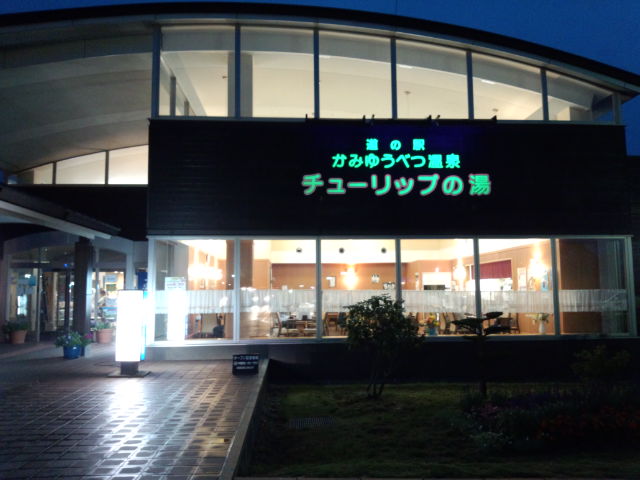 道の駅
かみゆうべつ温泉
チューリップの湯